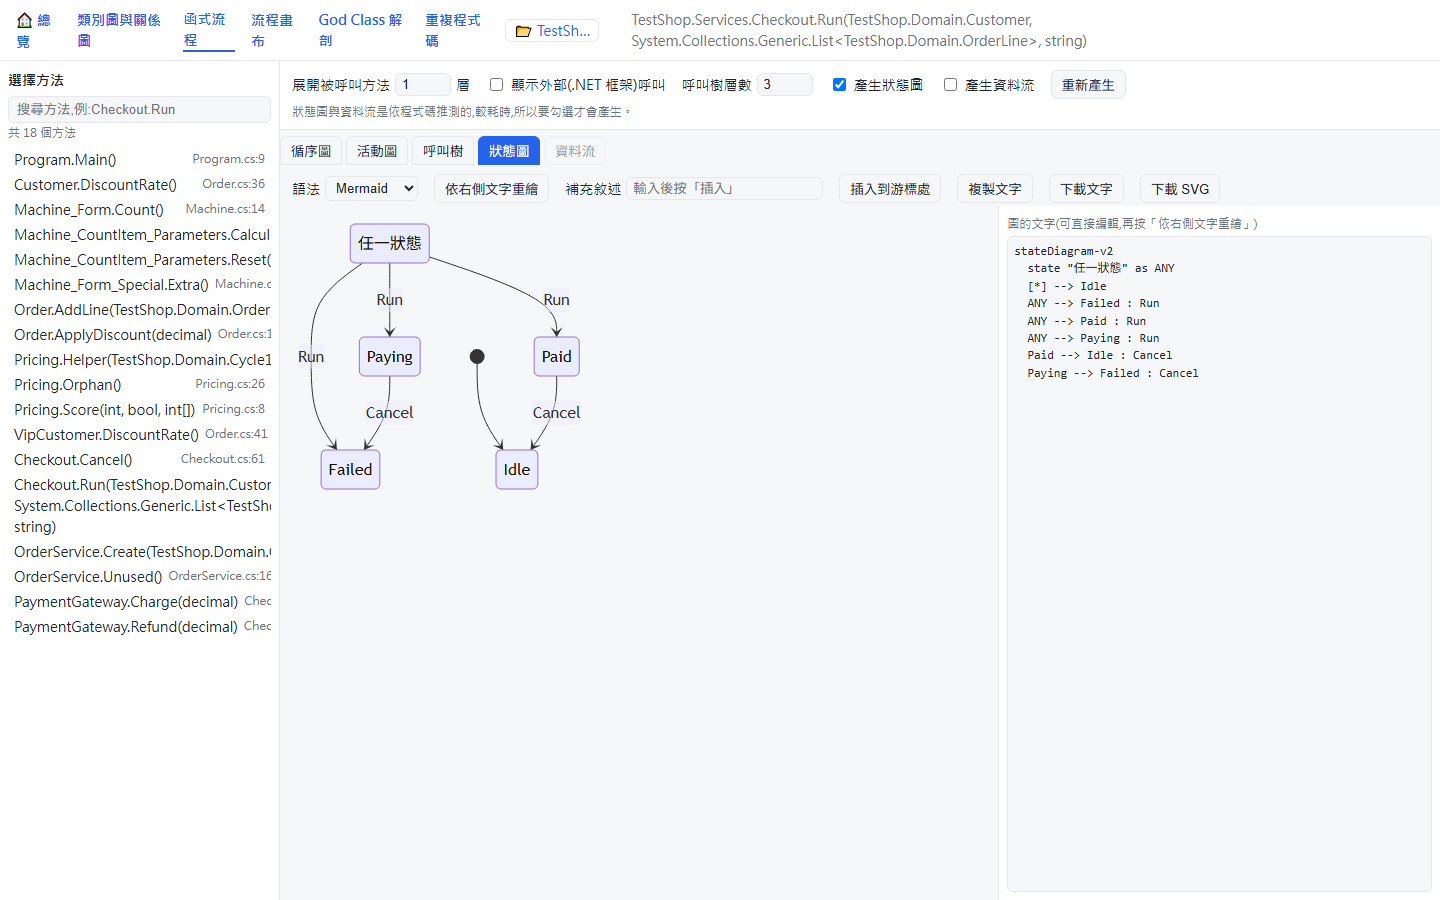 🏠 總覽
類別圖與關係圖
函式流程
流程畫布
God Class 解剖
重複程式碼
📂 TestSh...
TestShop.Services.Checkout.Run(TestShop.Domain.Customer,
System.Collections.Generic.List<TestShop.Domain.OrderLine>, string)
選擇方法
搜尋方法,例:Checkout.Run
共 18 個方法
Program.Main() Program.cs:9
Customer.DiscountRate() Order.cs:36
Machine_Form.Count() Machine.cs:14
Machine_CountItem_Parameters.Calcul
Machine_CountItem_Parameters.Reset(
Machine_Form_Special.Extra() Machine.c
Order.AddLine(TestShop.Domain.Order
Order.ApplyDiscount(decimal) Order.cs:1
Pricing.Helper(TestShop.Domain.Cycle1
Pricing.Orphan() Pricing.cs:26
Pricing.Score(int, bool, int[]) Pricing.cs:8
VipCustomer.DiscountRate() Order.cs:41
Checkout.Cancel() Checkout.cs:61
Checkout.Run(TestShop.Domain.Custor
System.Collections.Generic.List<TestSho
string)
OrderService.Create(TestShop.Domain.C
OrderService.Unused() OrderService.cs:16
PaymentGateway.Charge(decimal) Chec
PaymentGateway.Refund(decimal) Chec
展開被呼叫方法 1 層 顯示外部(.NET 框架)呼叫 呼叫樹層數 3 產生狀態圖 產生資料流 重新產生
狀態圖與資料流是依程式碼推測的,較耗時,所以要勾選才會產生。
循序圖 活動圖 呼叫樹 狀態圖 資料流
語法 Mermaid 依右側文字重繪 補充敘述 輸入後按「插入」 插入到游標處 複製文字 下載文字 下載 SVG
任一狀態
Run
Run
Run
Paying
Paid
Cancel
Cancel
Failed
Idle
圖的文字(可直接編輯,再按「依右側文字重繪」)
stateDiagram-v2
state "任一狀態" as ANY
[*] --> Idle
ANY --> Failed : Run
ANY --> Paid : Run
ANY --> Paying : Run
Paid --> Idle : Cancel
Paying --> Failed : Cancel